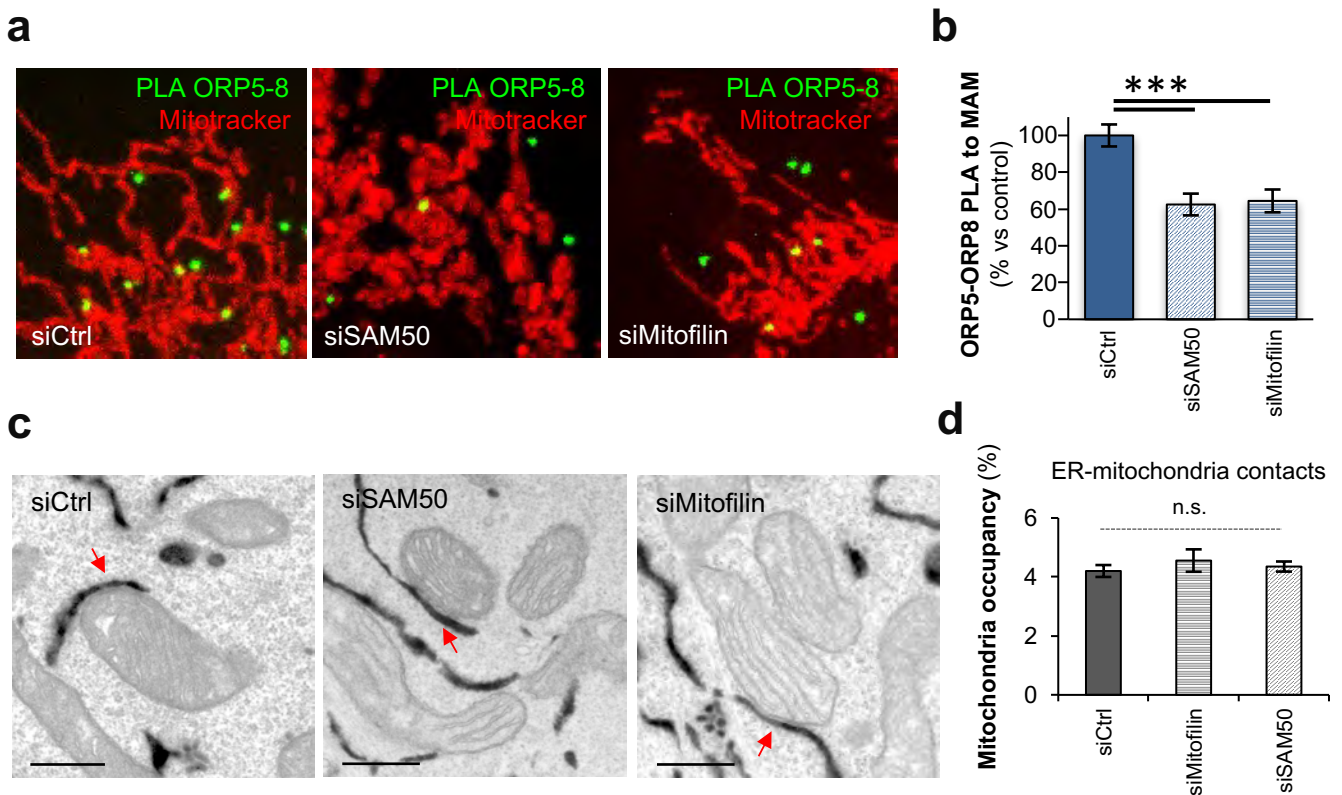 a
PLA ORP5-8
Mitotracker
siCtrl
PLA ORP5-8
Mitotracker
siSAM50
PLA ORP5-8
Mitotracker
siMitofilin
b
ORP5-ORP8 PLA to MAM
(% vs control)
***
100
80
60
40
20
0
siCtrl
siSAM50
siMitofilin
c
siCtrl
siSAM50
siMitofilin
d
Mitochondria occupancy (%)
ER-mitochondria contacts
n.s.
6
4
2
0
siCtrl
siMitofilin
siSAM50